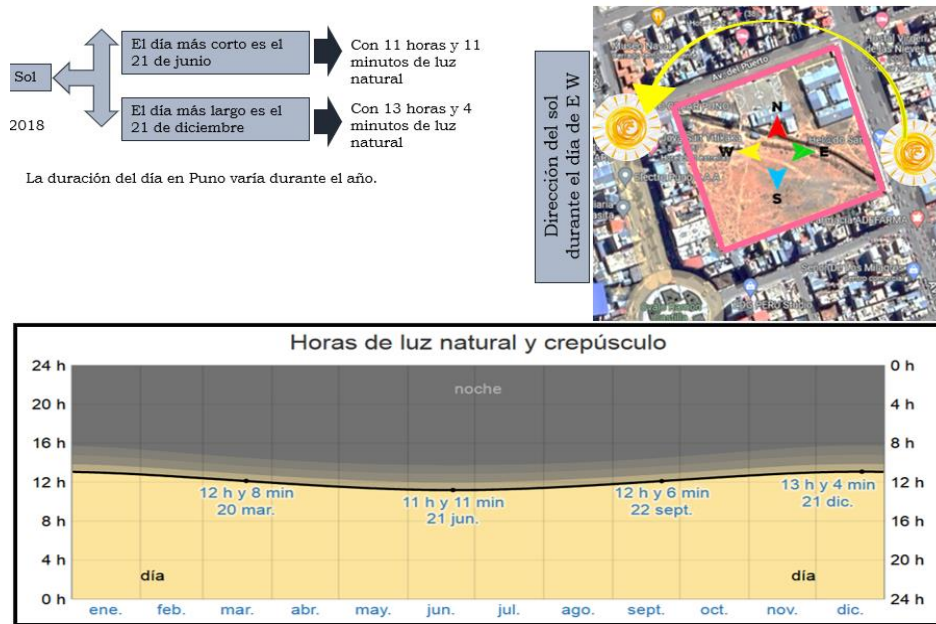 Sol
2018
El día más corto es el
21 de junio
Con 11 horas y 11
minutos de luz
natural
El día más largo es el
21 de diciembre
Con 13 horas y 4
minutos de luz
natural
La duración del día en Puno varía durante el año.
Dirección del sol
durante el día de E W
Av. del Puerto
N
W
E
S
Horas de luz natural y crepúsculo
24 h
20 h
16 h
12 h
8 h
4 h
0 h
noche
12 h y 8 min
20 mar.
11 h y 11 min
21 jun.
12 h y 6 min
22 sept.
13 h y 4 min
21 dic.
día
día
0 h
4 h
8 h
12 h
16 h
20 h
24 h
ene.
feb.
mar.
abr.
may.
jun.
jul.
ago.
sept.
oct.
nov.
dic.